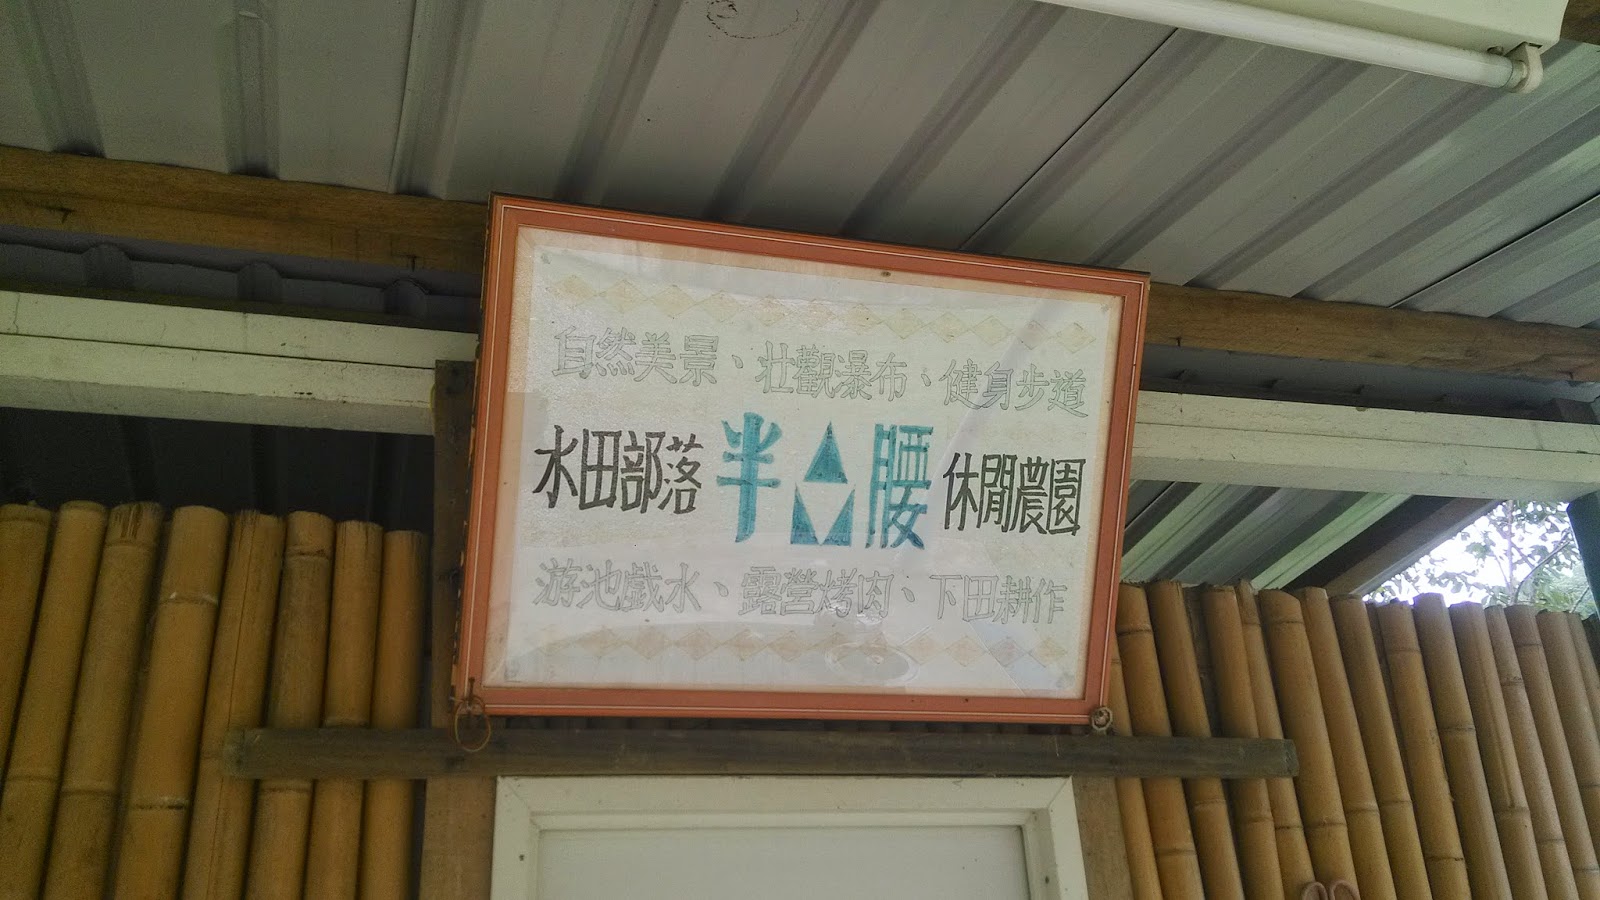 自然美景、壯觀瀑布、健身步道
水田部落 半山腰 休閒農園
游池戲水、露營烤肉、下田耕作